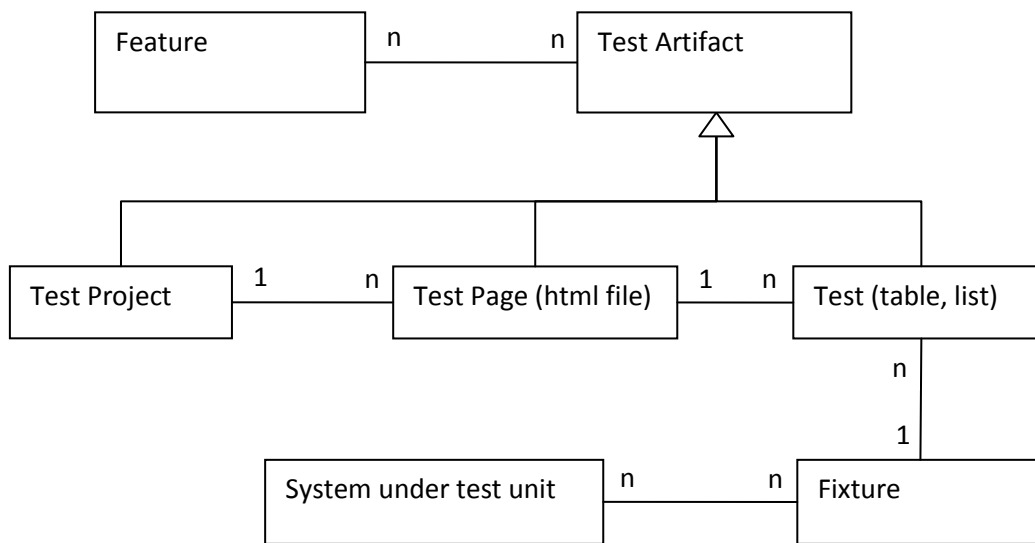 Feature
n
n
Test Artifact
Test Project
1
n
Test Page (html file)
1
n
Test (table, list)
n
1
System under test unit
n
n
Fixture